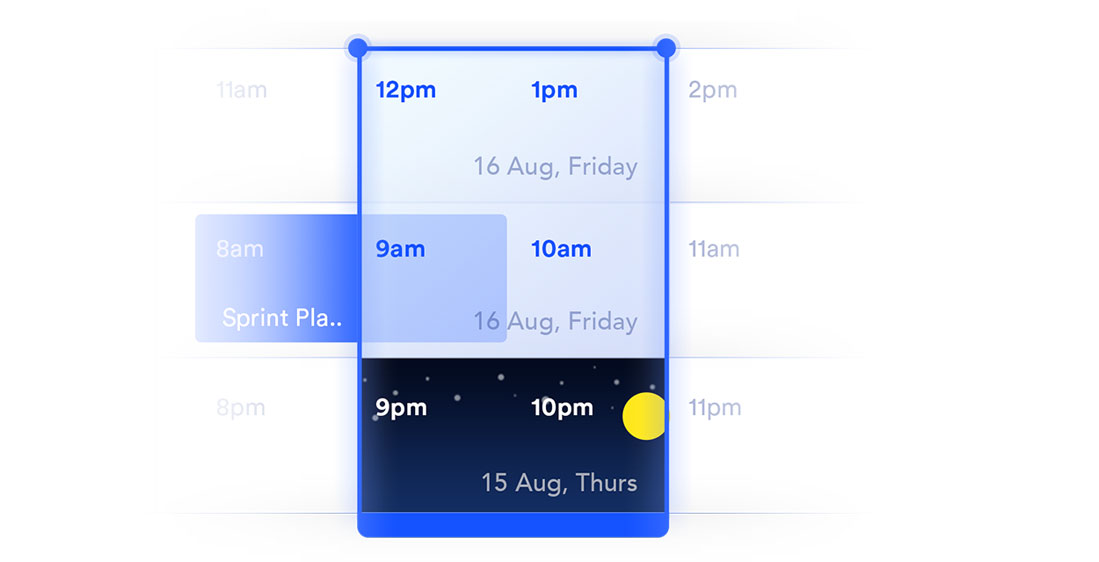 11am 12pm 1pm 2pm
16 Aug, Friday
8am 9am 10am 11am
Sprint Pla.. 16 Aug, Friday
8pm 9pm 10pm 11pm
15 Aug, Thurs